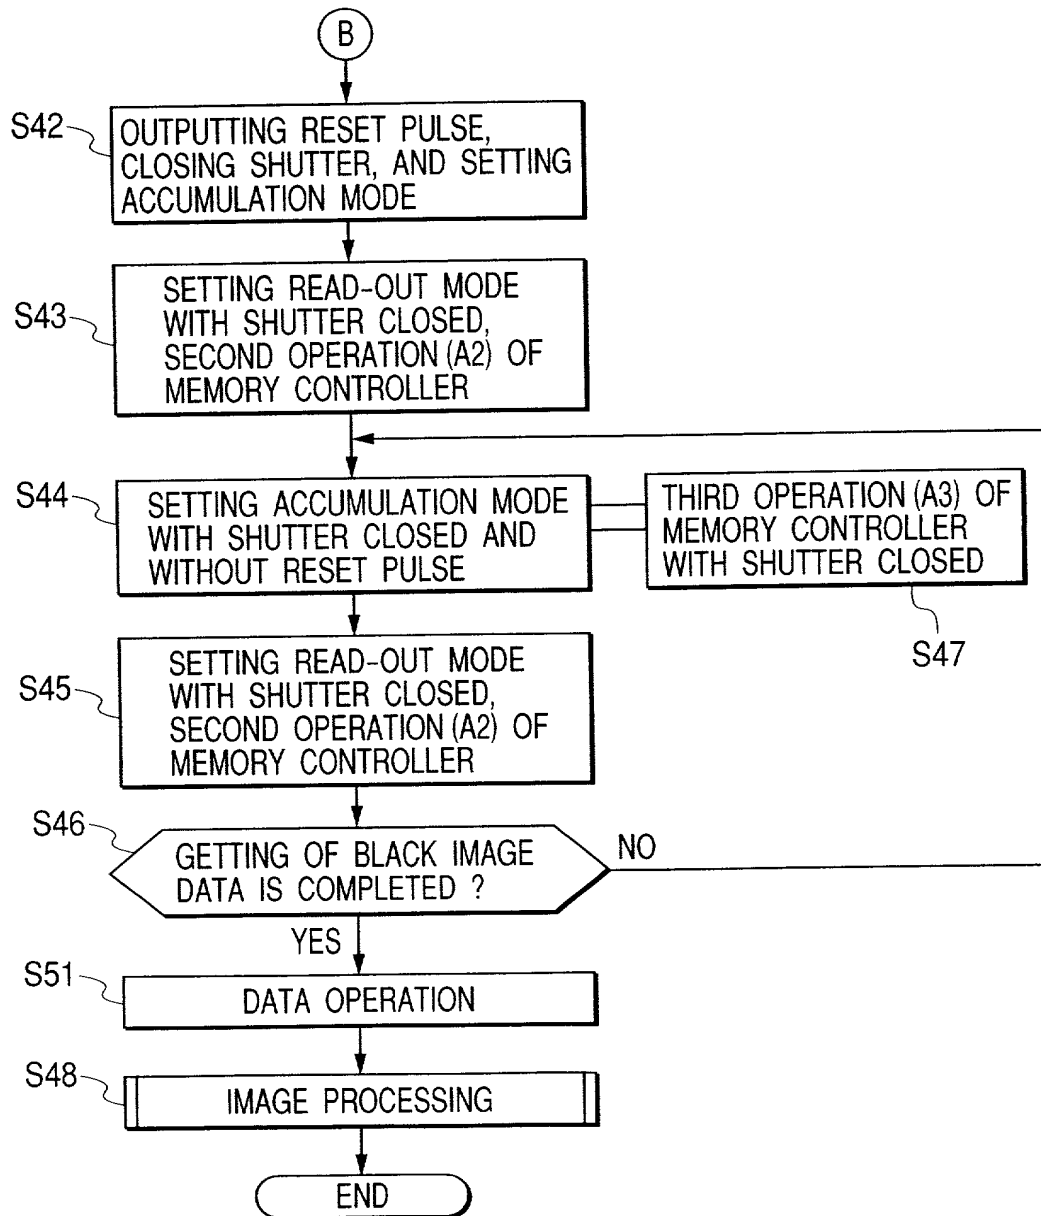 B
S42
OUTPUTTING RESET PULSE,
CLOSING SHUTTER, AND SETTING
ACCUMULATION MODE
S43
SETTING READ-OUT MODE
WITH SHUTTER CLOSED,
SECOND OPERATION (A2) OF
MEMORY CONTROLLER
S44
SETTING ACCUMULATION MODE
WITH SHUTTER CLOSED AND
WITHOUT RESET PULSE
THIRD OPERATION (A3) OF
MEMORY CONTROLLER
WITH SHUTTER CLOSED
S47
S45
SETTING READ-OUT MODE
WITH SHUTTER CLOSED,
SECOND OPERATION (A2) OF
MEMORY CONTROLLER
S46
GETTING OF BLACK IMAGE
DATA IS COMPLETED ?
NO
YES
S51
DATA OPERATION
S48
IMAGE PROCESSING
END